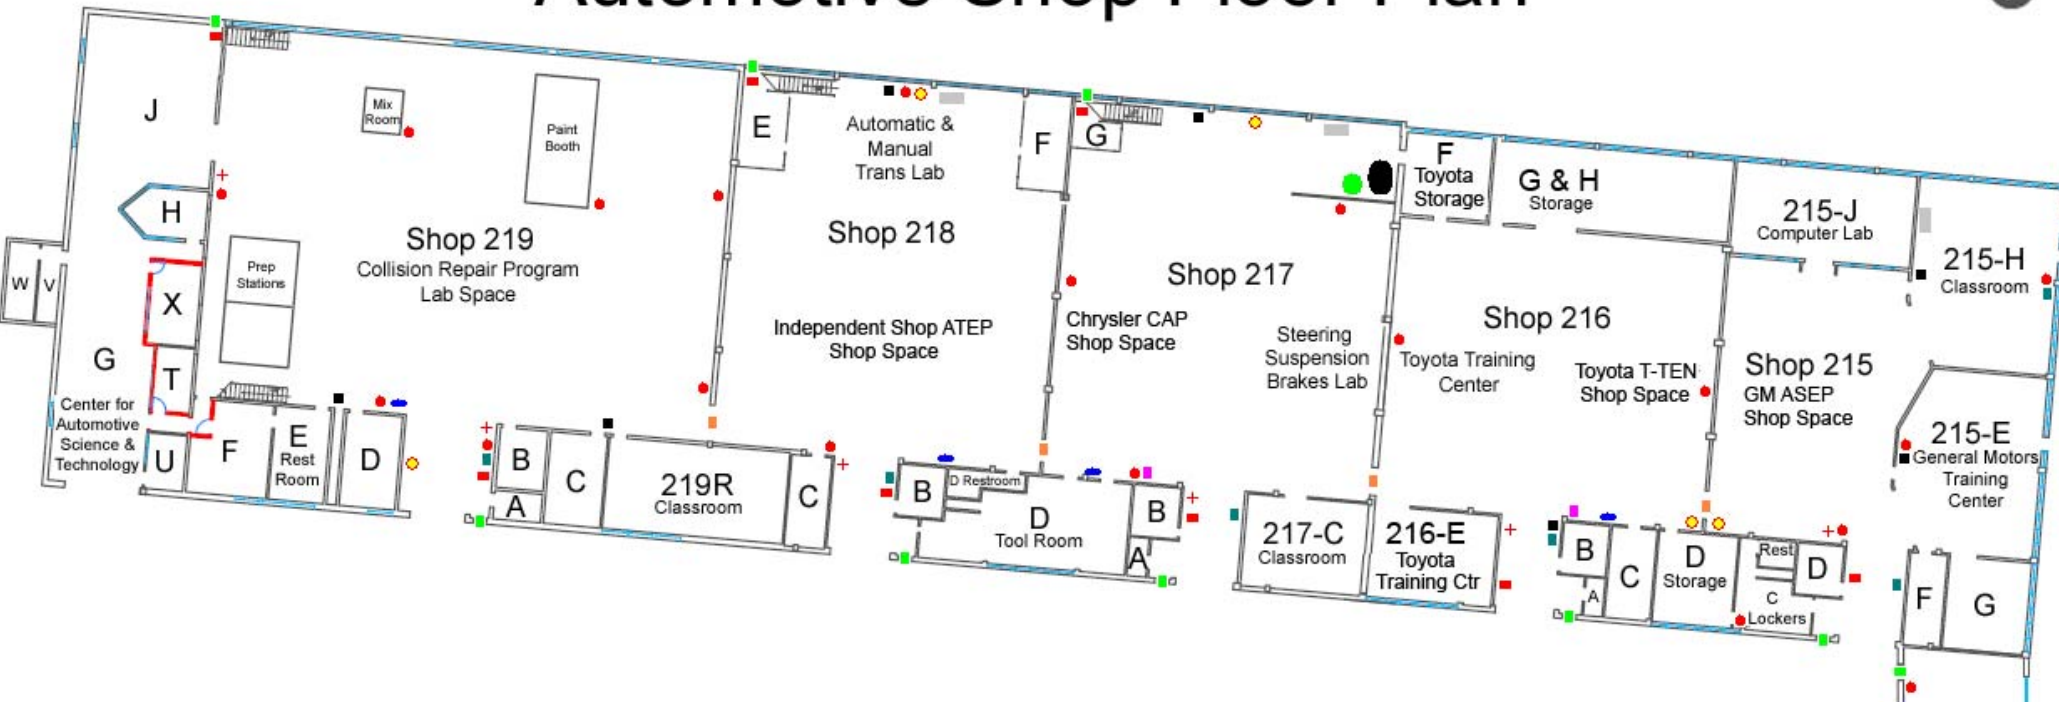 Automotive Shop Floor Plan
J
Mix
Room
Paint
Booth
E
Automatic &
Manual
Trans Lab
F
G
F
Toyota
Storage
G & H
Storage
215-J
Computer Lab
215-H
Classroom
H
W
V
X
T
G
Center for
Automotive
Science &
Technology
U
Prep
Stations
Shop 219
Collision Repair Program
Lab Space
Shop 218
Independent Shop ATEP
Shop Space
Shop 217
Chrysler CAP
Shop Space
Steering
Suspension
Brakes Lab
Shop 216
Toyota Training
Center
Toyota T-TEN
Shop Space
Shop 215
GM ASEP
Shop Space
215-E
General Motors
Training
Center
F
E
Rest
Room
D
B
A
C
219R
Classroom
C
B
D Restroom
D
Tool Room
B
A
217-C
Classroom
216-E
Toyota
Training Ctr
B
A
C
D
Storage
Rest
D
C
Lockers
F
G